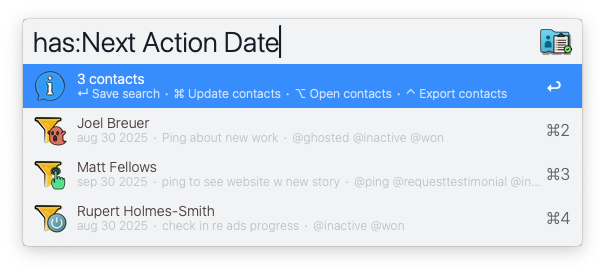 has:Next Action Date
3 contacts
↩ Save search · ⌘ Update contacts · ⌥ Open contacts · ^ Export contacts
↩
Joel Breuer
aug 30 2025 · Ping about new work · @ghosted @inactive @won
⌘2
Matt Fellows
sep 30 2025 · ping to see website w new story · @ping @requesttestimonial @in...
⌘3
Rupert Holmes-Smith
aug 30 2025 · check in re ads progress · @inactive @won
⌘4